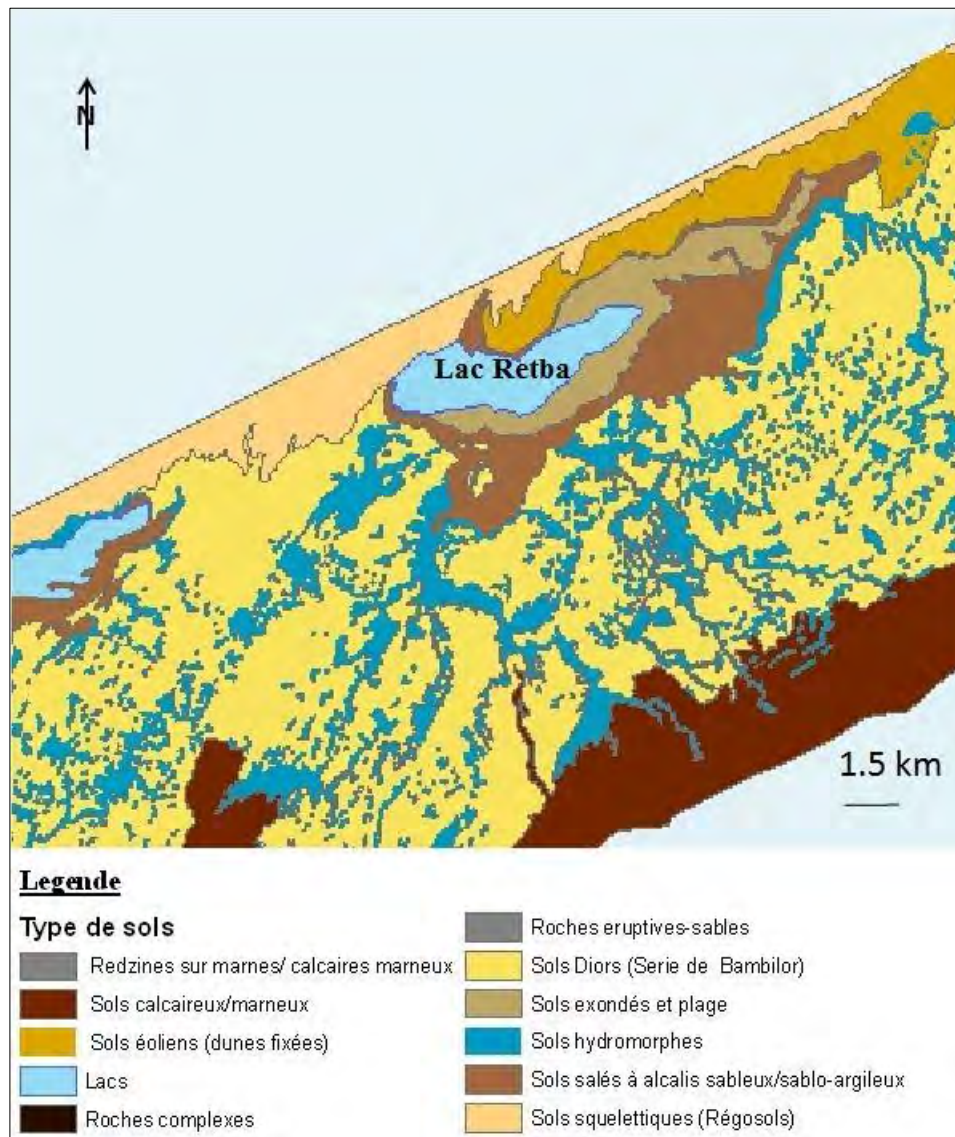 N
Lac Retba
1.5 km
Legende
Type de sols
Redzines sur marnes/ calcaires marneux
Sols calcaireux/marneux
Sols éoliens (dunes fixées)
Lacs
Roches complexes
Roches eruptives-sables
Sols Diors (Serie de Bambilor)
Sols exondés et plage
Sols hydromorphes
Sols salés à alcalis sableux/sablo-argileux
Sols squelettiques (Régosols)